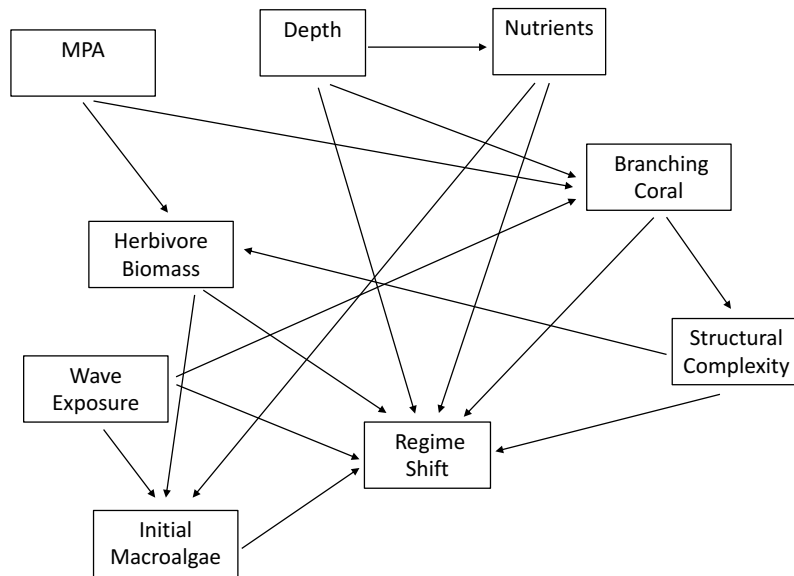 MPA
Depth
Nutrients
Branching
Coral
Herbivore
Biomass
Structural
Complexity
Wave
Exposure
Regime
Shift
Initial
Macroalgae